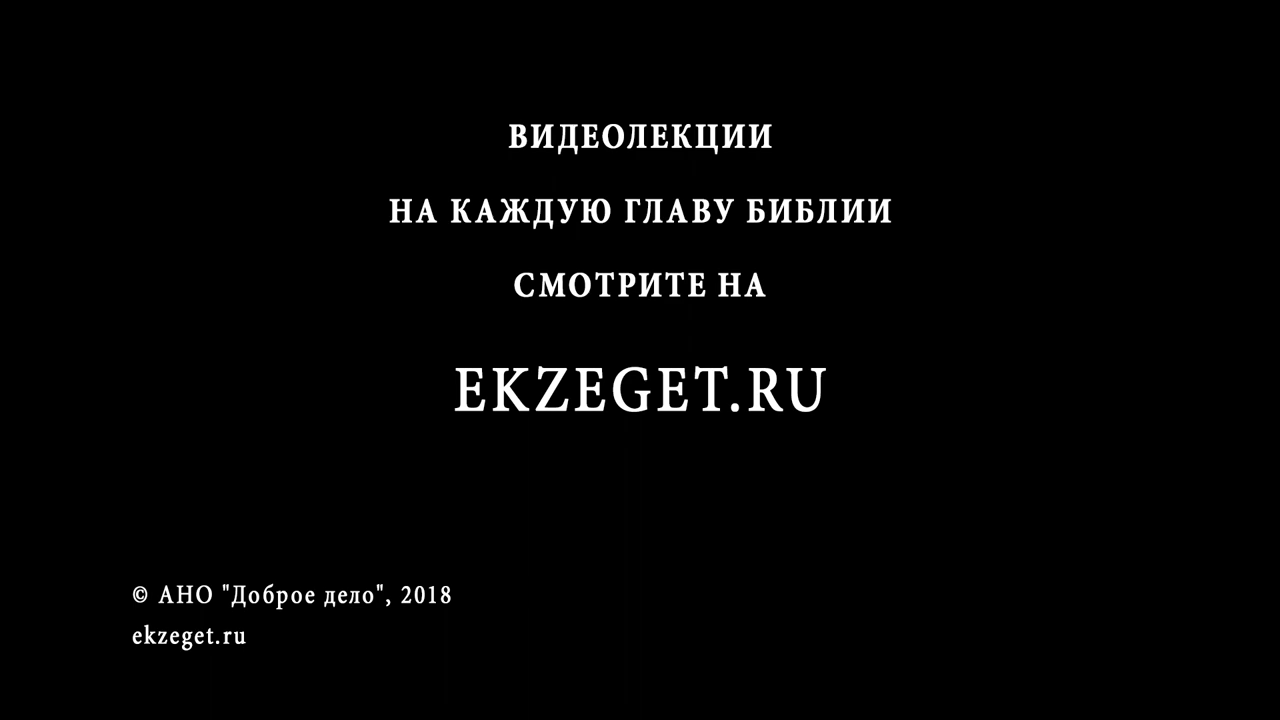 ВИДЕОЛЕКЦИИ
НА КАЖДУЮ ГЛАВУ БИБЛИИ
СМОТРИТЕ НА
EKZEGET.RU
© АНО "Доброе дело", 2018
ekzeget.ru